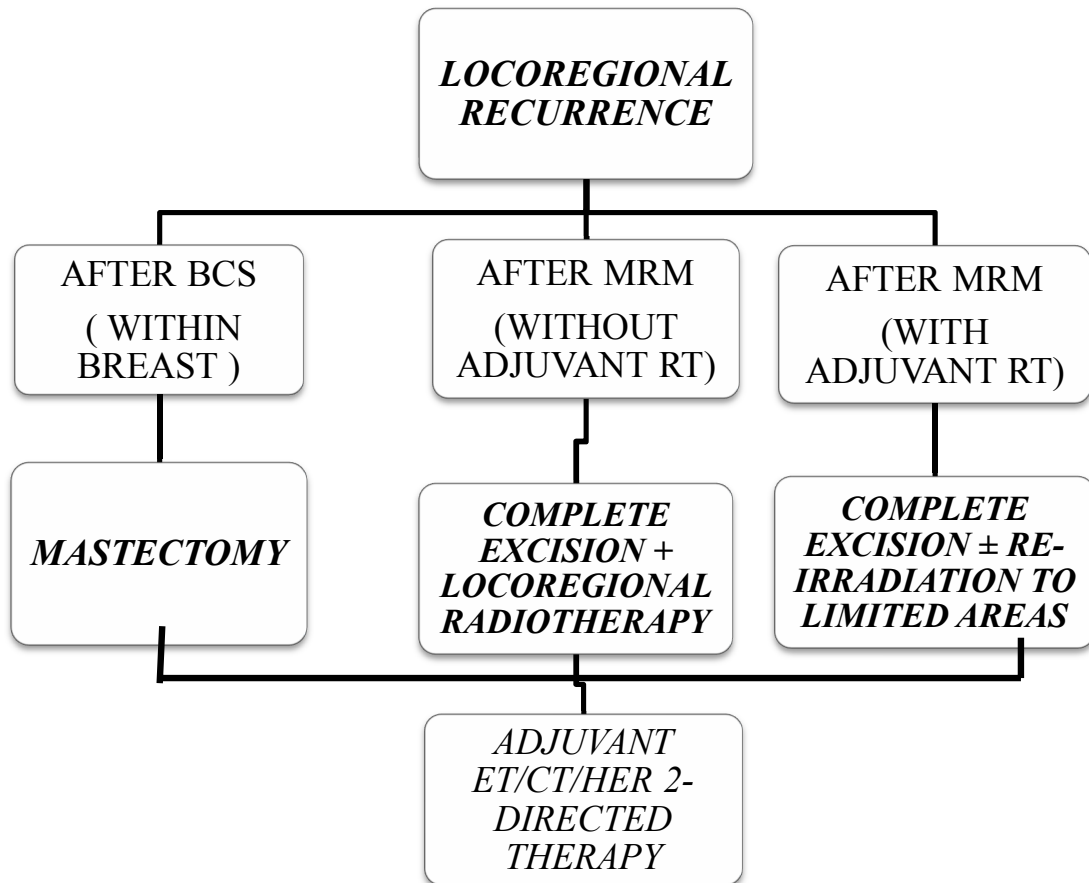 LOCOREGIONAL
RECURRENCE
AFTER BCS
( WITHIN
BREAST )
AFTER MRM
(WITHOUT
ADJUVANT RT)
AFTER MRM
(WITH
ADJUVANT RT)
MASTECTOMY
COMPLETE
EXCISION +
LOCOREGIONAL
RADIOTHERAPY
COMPLETE
EXCISION ± RE-
IRRADIATION TO
LIMITED AREAS
ADJUVANT
ET/CT/HER 2-
DIRECTED
THERAPY